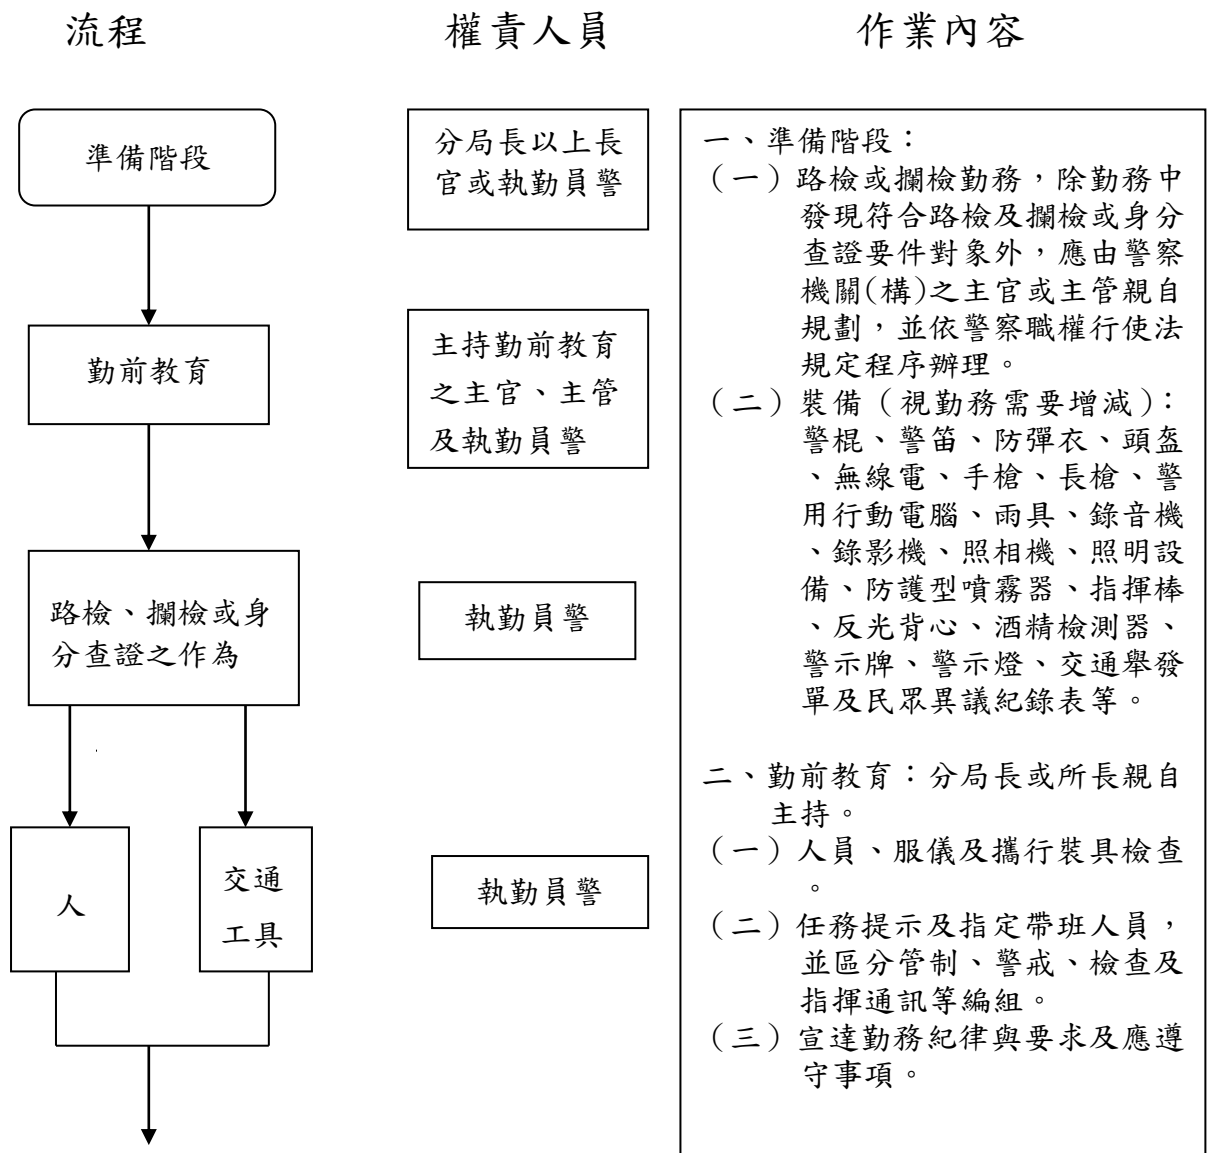 流程
權責人員
作業內容
準備階段
分局長以上長
官或執勤員警
勤前教育
主持勤前教育
之主官、主管
及執勤員警
路檢、攔檢或身
分查證之作為
執勤員警
人
交通
工具
執勤員警
一、準備階段：
（一）路檢或攔檢勤務，除勤務中
發現符合路檢及攔檢或身分
查證要件對象外，應由警察
機關(構)之主官或主管親自
規劃，並依警察職權行使法
規定程序辦理。
（二）裝備（視勤務需要增減）：
警棍、警笛、防彈衣、頭盔
、無線電、手槍、長槍、警
用行動電腦、雨具、錄音機
、錄影機、照相機、照明設
備、防護型噴霧器、指揮棒
、反光背心、酒精檢測器、
警示牌、警示燈、交通舉發
單及民眾異議紀錄表等。
二、勤前教育：分局長或所長親自
主持。
（一）人員、服儀及攜行裝具檢查
。
（二）任務提示及指定帶班人員，
並區分管制、警戒、檢查及
指揮通訊等編組。
（三）宣達勤務紀律與要求及應遵
守事項。